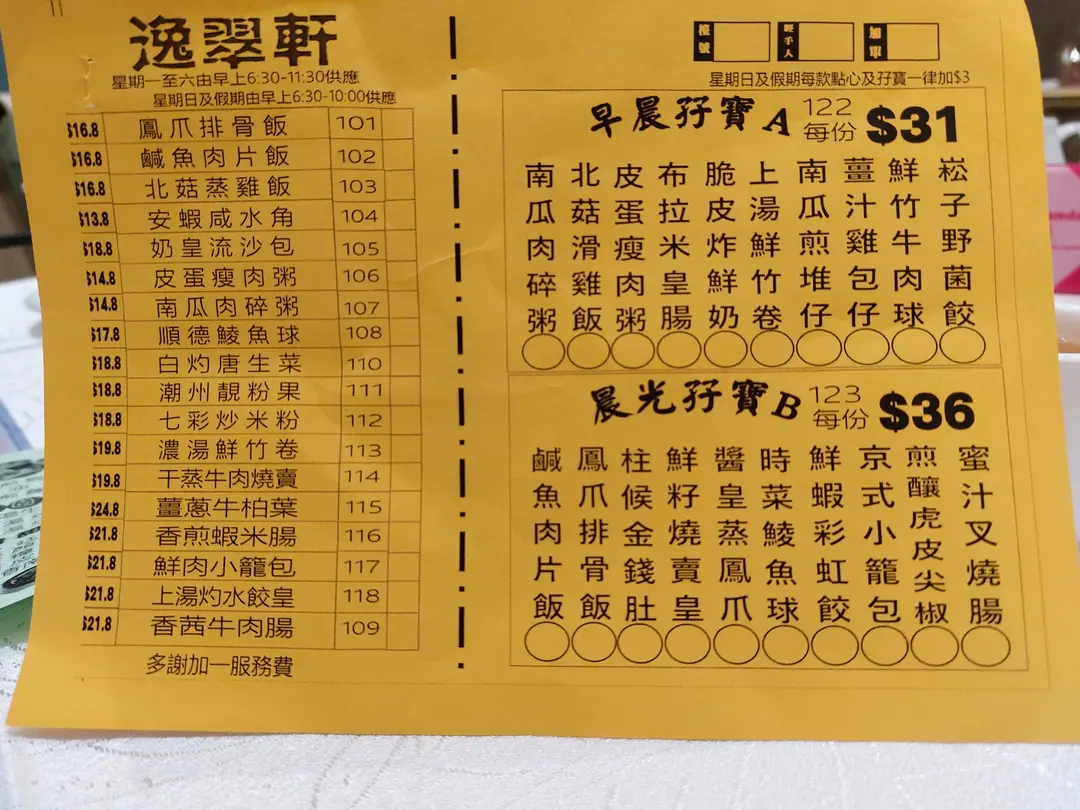 逸翠軒
星期一至六由早上6:30-11:30供應
星期日及假期由早上6:30-10:00供應
$16.8 鳳爪排骨飯 101
$16.8 鹹魚肉片飯 102
$16.8 北菇蒸雞飯 103
$13.8 安蝦咸水角 104
$18.8 奶皇流沙包 105
$14.8 皮蛋瘦肉粥 106
$14.8 南瓜肉碎粥 107
$17.8 順德鯪魚球 108
$18.8 白灼唐生菜 110
$18.8 潮州靚粉果 111
$18.8 七彩炒米粉 112
$19.8 濃湯鮮竹卷 113
$19.8 干蒸牛肉燒賣 114
$24.8 薑蔥牛柏葉 115
$21.8 香煎蝦米腸 116
$21.8 鮮肉小籠包 117
$21.8 上湯灼水餃皇 118
$21.8 香茜牛肉腸 109
多謝加一服務費
檯號
經手人
加單
星期日及假期每款點心及孖寶一律加$3
早晨孖寶A 122 每份 $31
南瓜肉碎粥
北菇滑雞飯
皮蛋瘦肉粥
布拉米皇腸
脆皮炸鮮奶
上湯鮮竹卷
南瓜煎堆仔
薑汁雞包仔
鮮竹牛肉球
崧子野菌餃
晨光孖寶B 123 每份 $36
鹹魚肉片飯
鳳爪排骨飯
柱候金錢肚
鮮籽燒賣皇
醬皇蒸鳳爪
時菜鯪魚球
鮮蝦彩虹餃
京式小籠包
煎釀虎皮尖椒
蜜汁叉燒腸